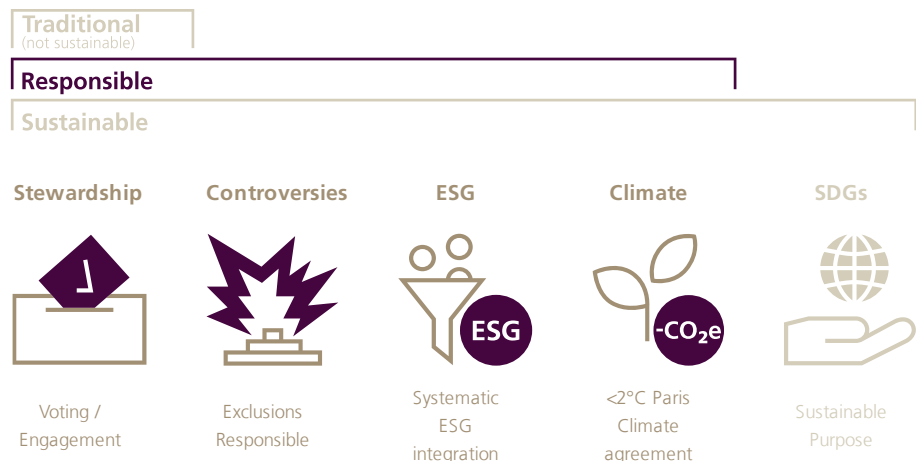 Traditional
(not sustainable)
Responsible
Sustainable
Stewardship
Controversies
ESG
Climate
SDGs
ESG
-CO₂e
Voting /
Engagement
Exclusions
Responsible
Systematic
ESG
integration
<2°C Paris
Climate
agreement
Sustainable
Purpose